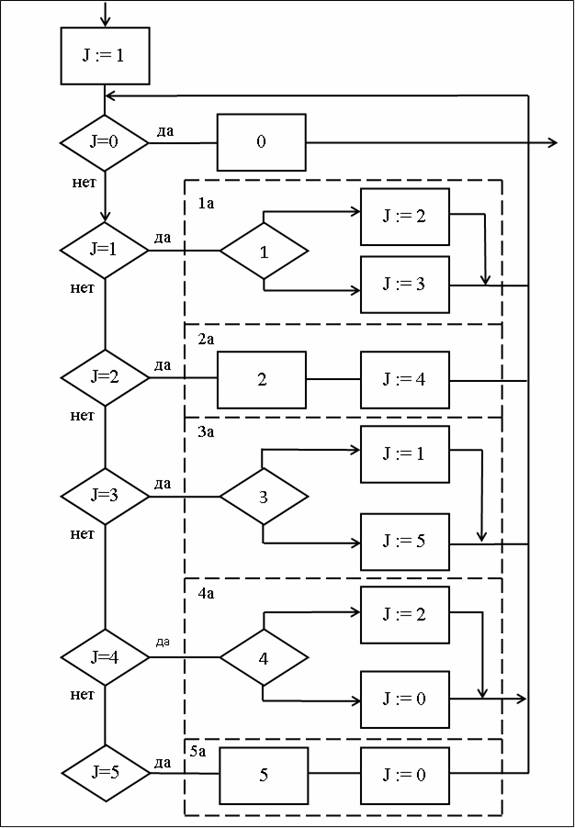 J := 1
J=0
да
0
нет
1a
J := 2
J=1
да
1
нет
J := 3
2a
J=2
да
2
J := 4
нет
3a
J := 1
J=3
да
3
нет
J := 5
4a
J := 2
J=4
да
4
нет
J := 0
5a
J=5
да
5
J := 0